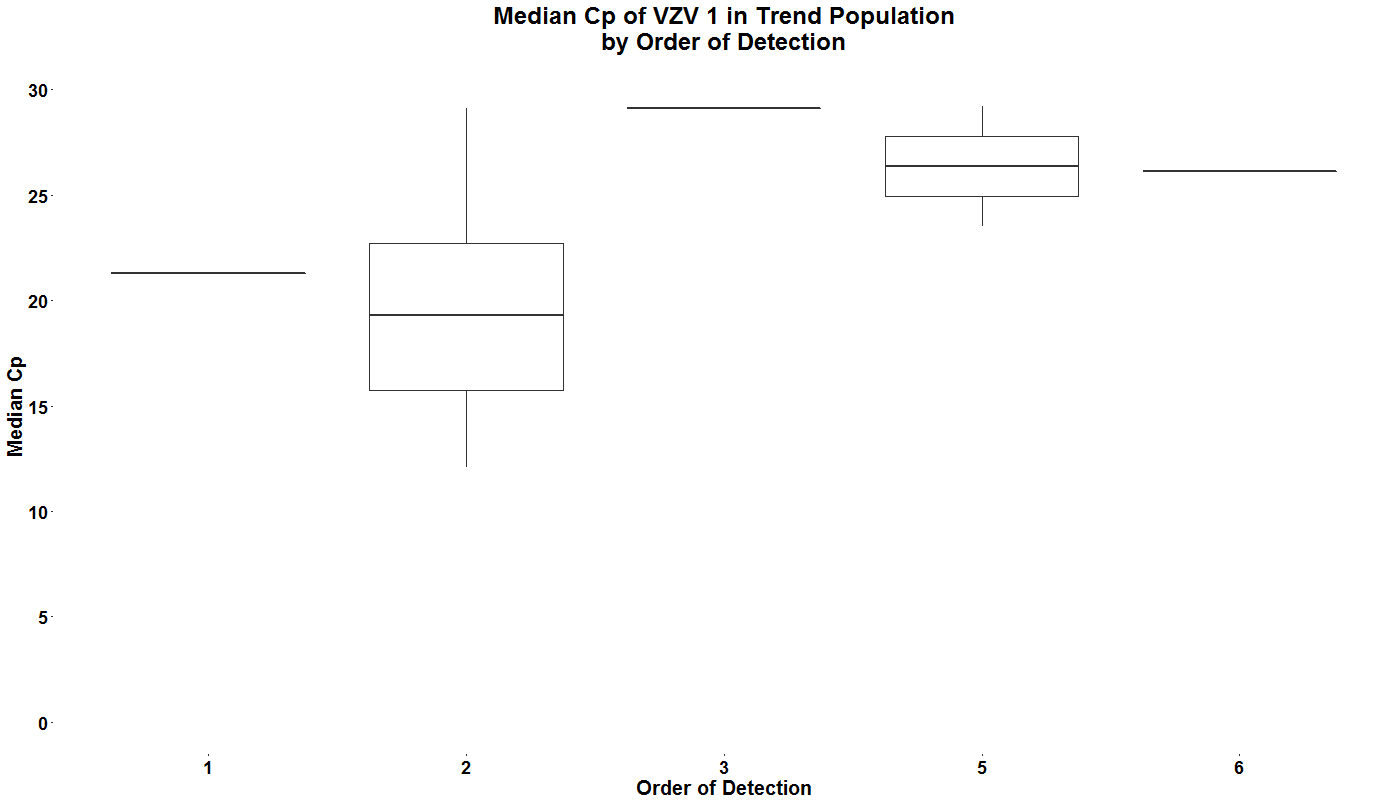 Median Cp of VZV 1 in Trend Population
by Order of Detection
30
25
20
15
10
5
0
Median Cp
1 2 3 5 6
Order of Detection